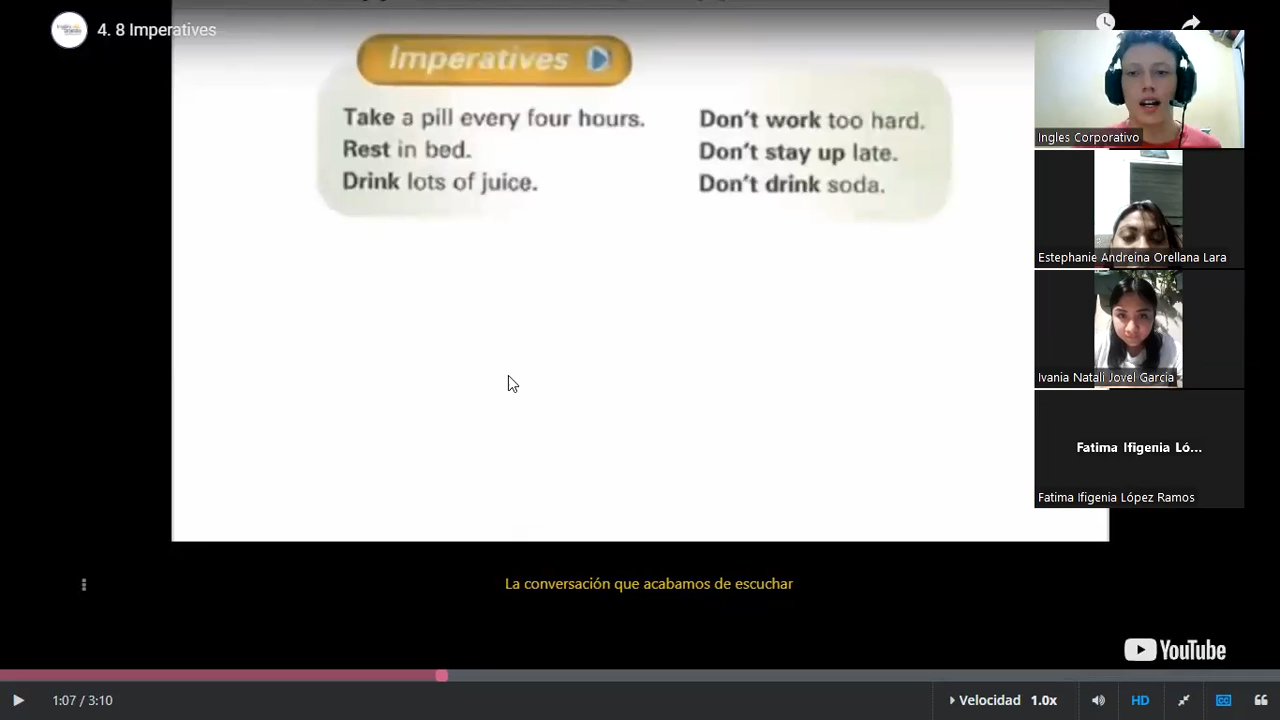 4. 8 Imperatives
Imperatives
Take a pill every four hours.
Rest in bed.
Drink lots of juice.
Don't work too hard.
Don't stay up late.
Don't drink soda.
Ingles Corporativo
Estephanie Andreina Orellana Lara
Ivania Natali Jovel Garcia
Fatima Ifigenia Ló...
Fatima Ifigenia López Ramos
La conversación que acabamos de escuchar
YouTube
1:07 / 3:10
Velocidad 1.0x
HD
CC